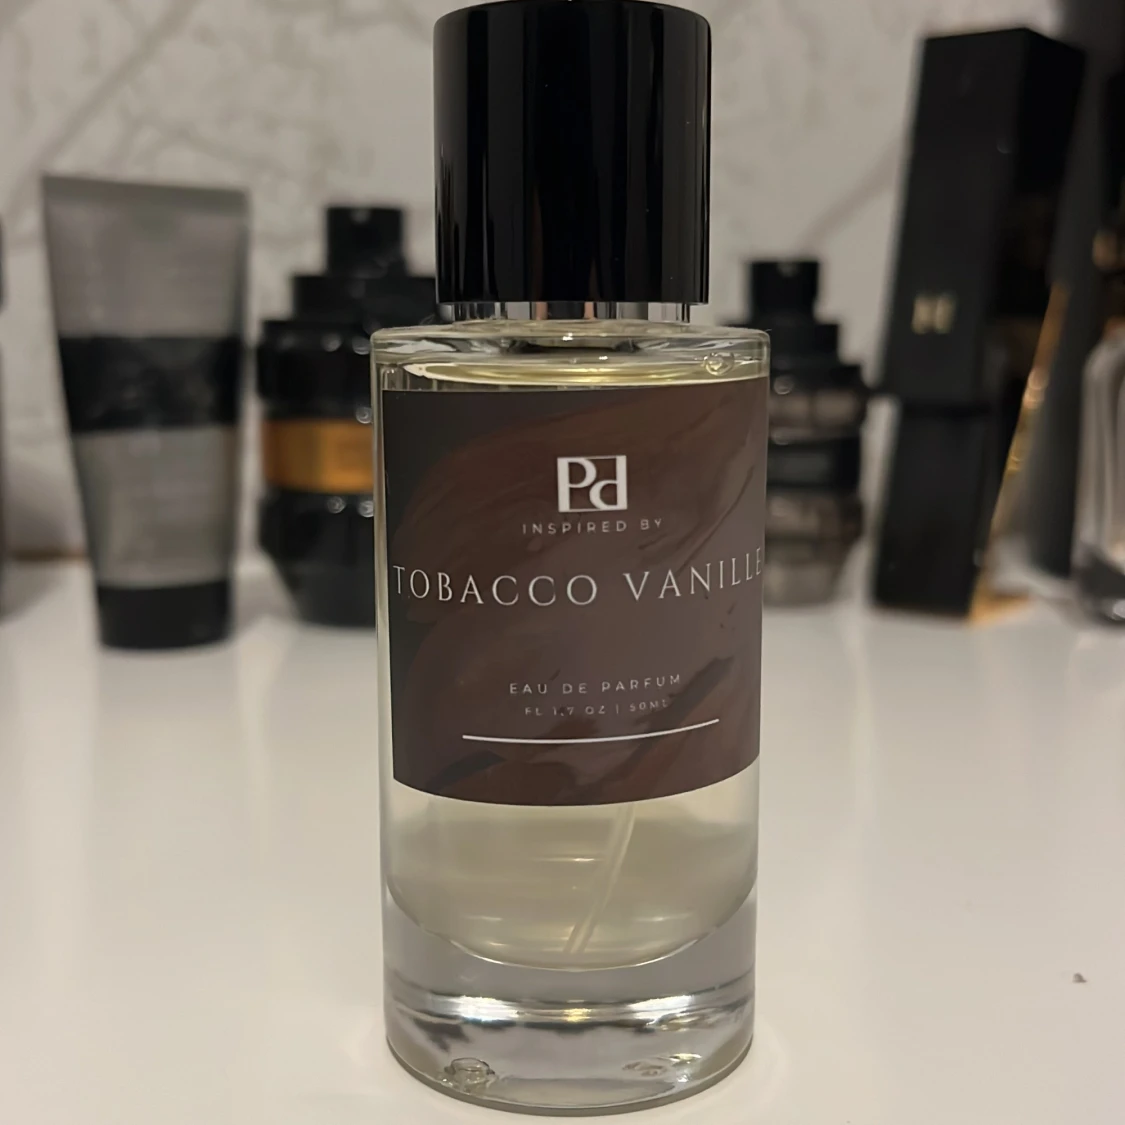 Pd
INSPIRED BY
TOBACCO VANILLE
EAU DE PARFUM
FL 1.7 OZ | 50ML